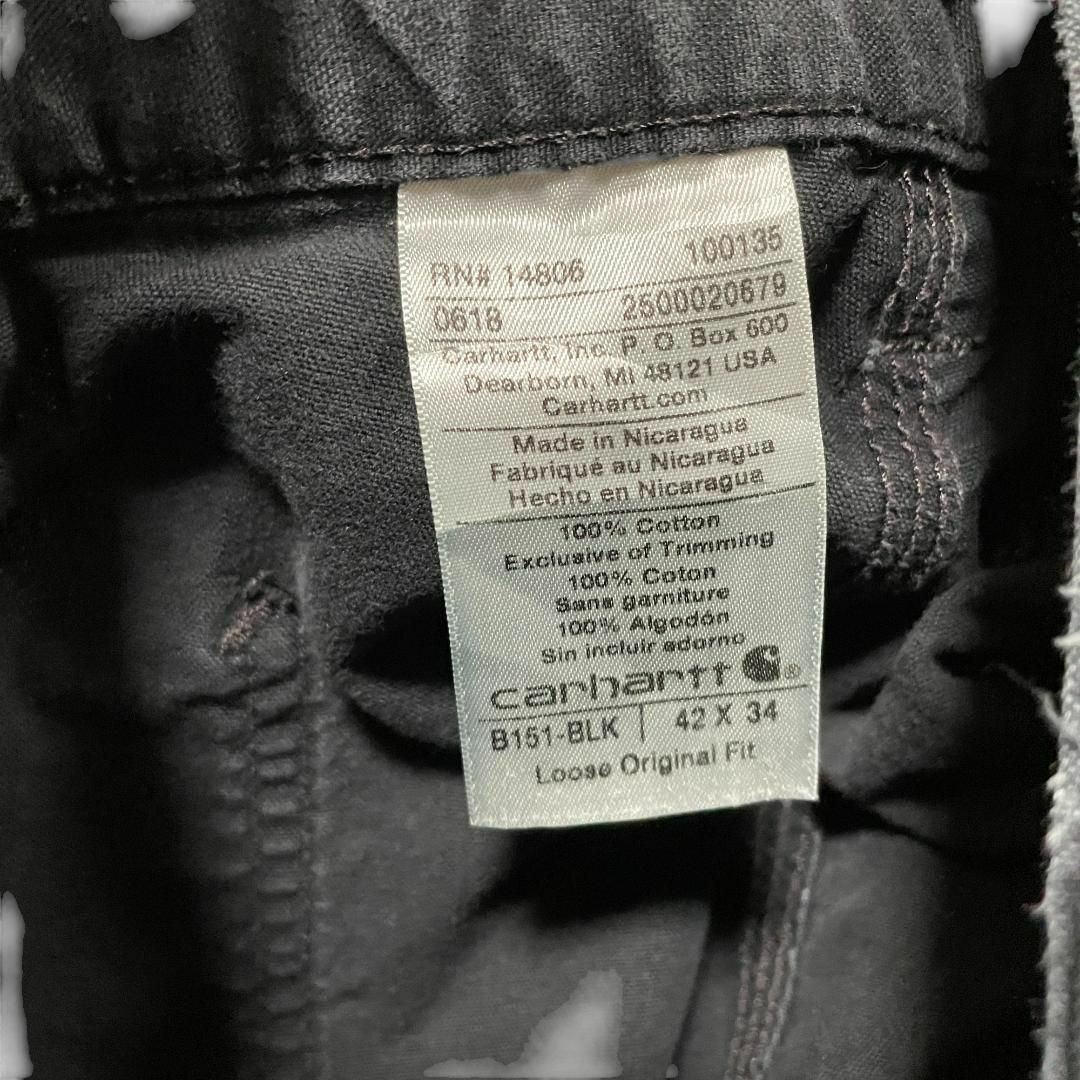 RN# 14806 100135
0618 2500020679
Carhartt, Inc. P. O. Box 600
Dearborn, MI 48121 USA
Carhartt.com
Made in Nicaragua
Fabriqué au Nicaragua
Hecho en Nicaragua
100% Cotton
Exclusive of Trimming
100% Coton
Sans garniture
100% Algodón
Sin incluir adorno
carhartt ®
B151-BLK | 42 X 34
Loose Original Fit